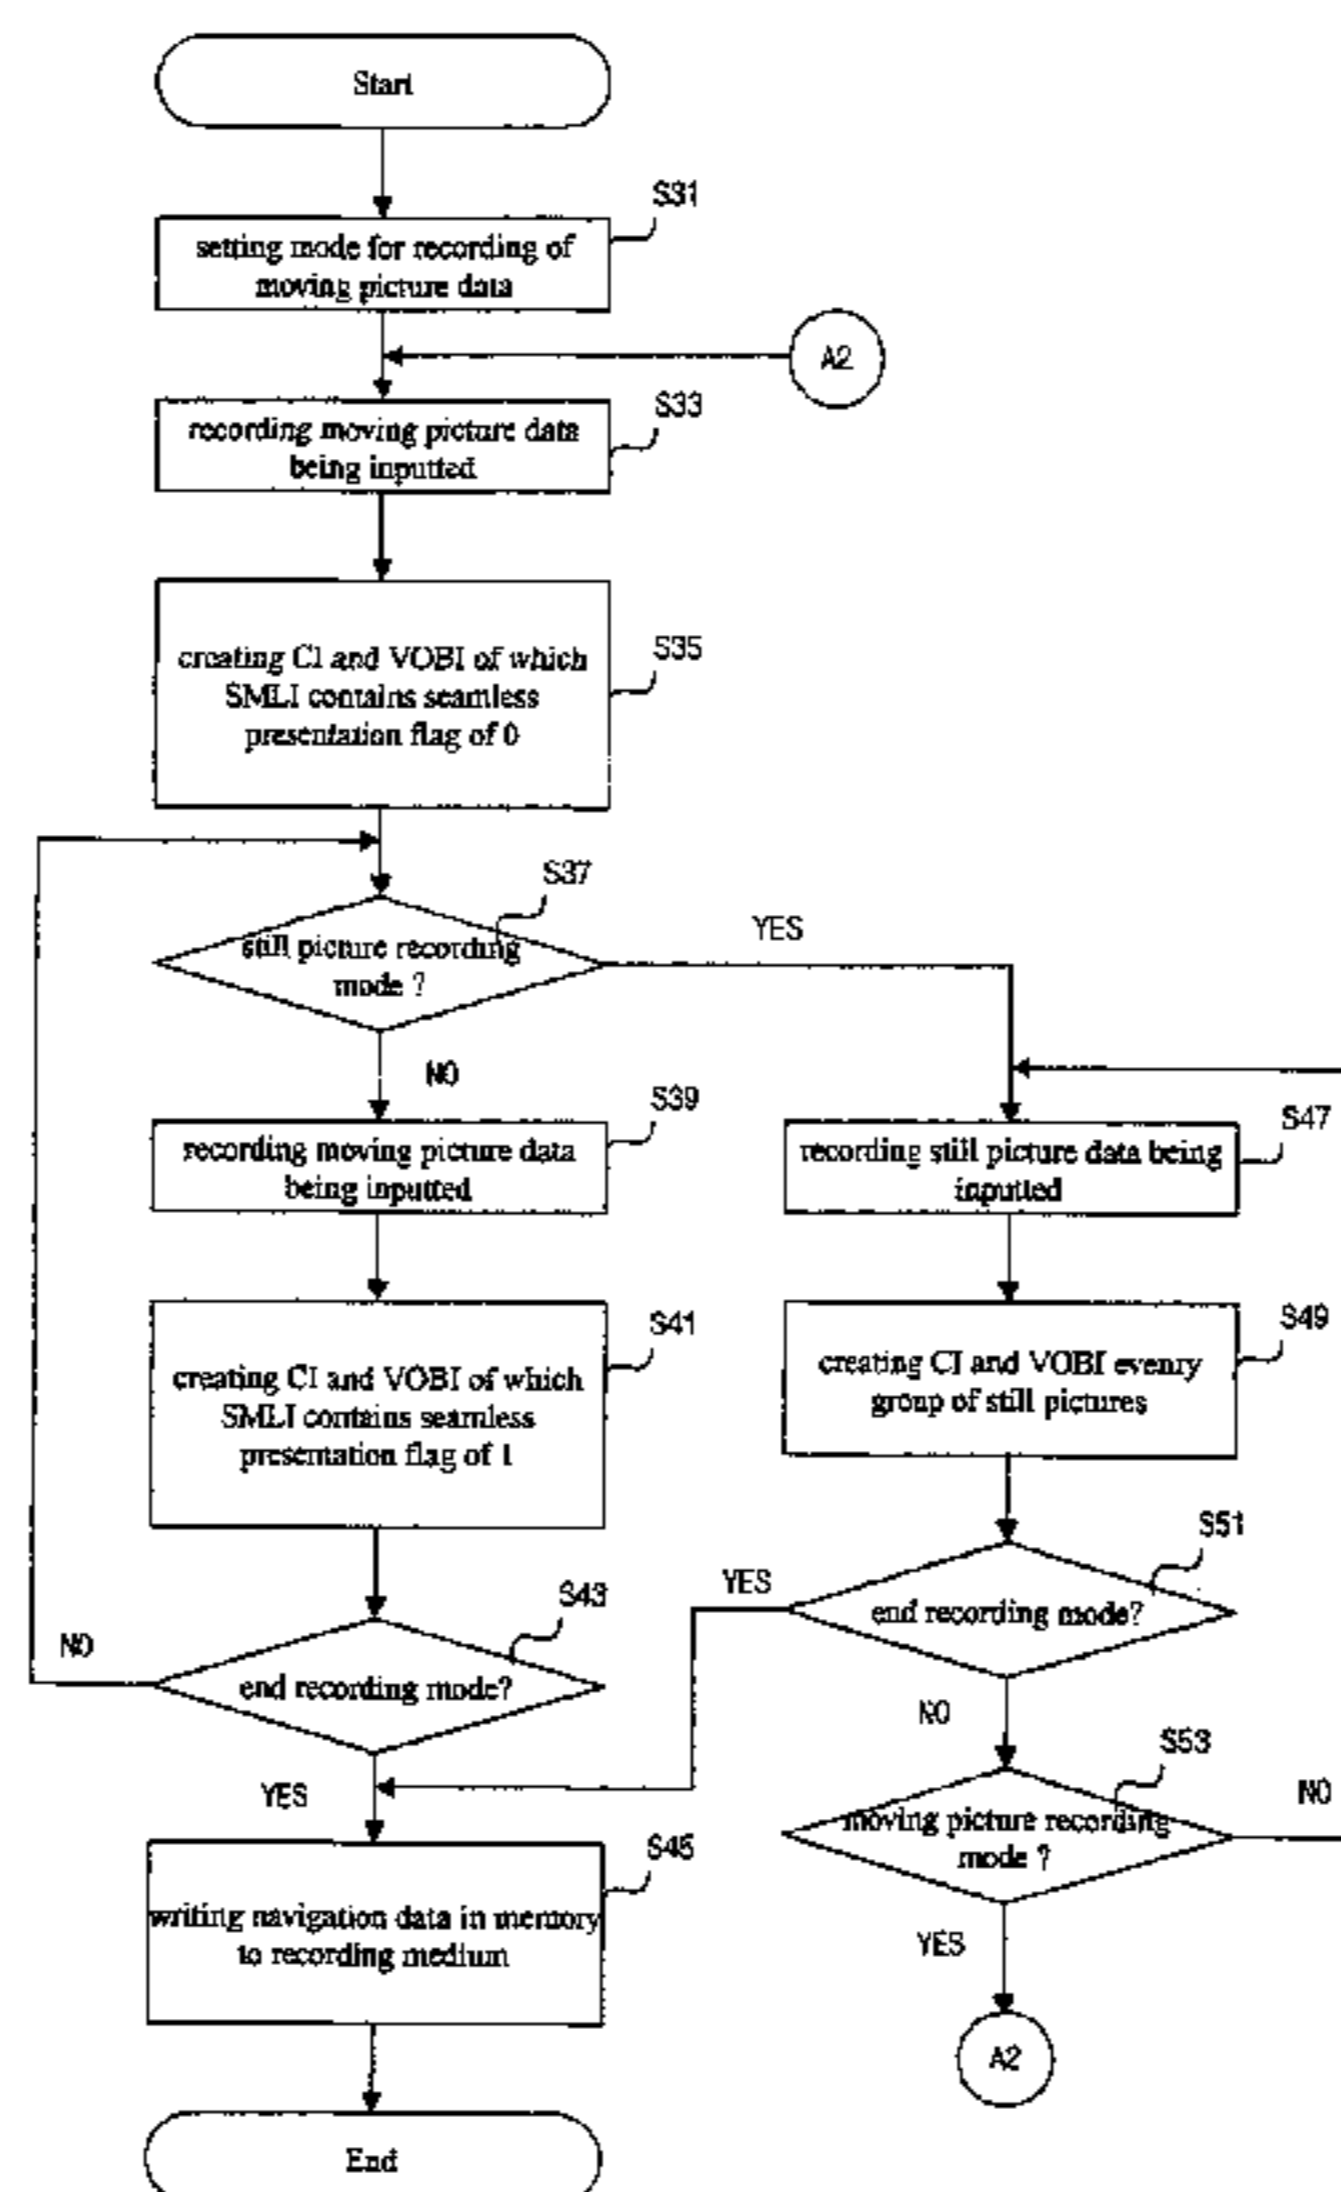 Start
S31
setting mode for recording of
moving picture data
A2
S33
recording moving picture data
being inputted
S35
creating CI and VOBI of which
SMLI contains seamless
presentation flag of 0
S37
still picture recording
mode ?
YES
NO
S39
recording moving picture data
being inputted
S47
recording still picture data being
inputted
S41
creating CI and VOBI of which
SMLI contains seamless
presentation flag of 1
S49
creating CI and VOBI evenry
group of still pictures
S43
end recording mode?
NO
YES
S51
end recording mode?
YES
NO
S53
moving picture recording
mode ?
NO
YES
A2
S45
writing navigation data in memory
to recording medium
End